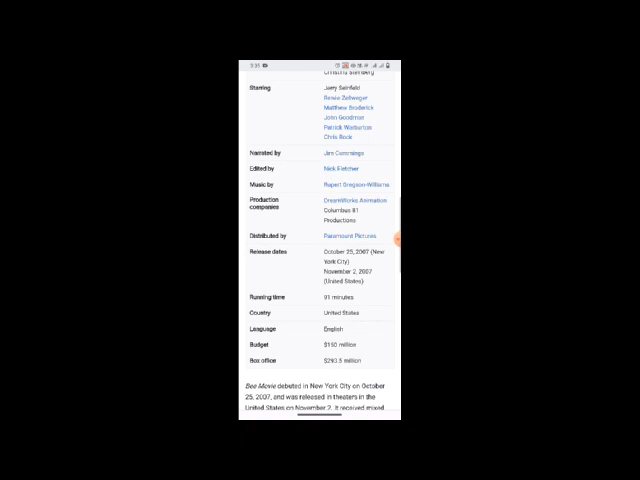 Christina Steinberg
Starring Jerry Seinfeld
Renée Zellweger
Matthew Broderick
John Goodman
Patrick Warburton
Chris Rock
Narrated by Jim Cummings
Edited by Nick Fletcher
Music by Rupert Gregson-Williams
Production companies DreamWorks Animation
Columbus 81
Productions
Distributed by Paramount Pictures
Release dates October 25, 2007 (New
York City)
November 2, 2007
(United States)
Running time 91 minutes
Country United States
Language English
Budget $150 million
Box office $293.5 million
Bee Movie debuted in New York City on October
25, 2007, and was released in theaters in the
United States on November 2. It received mixed